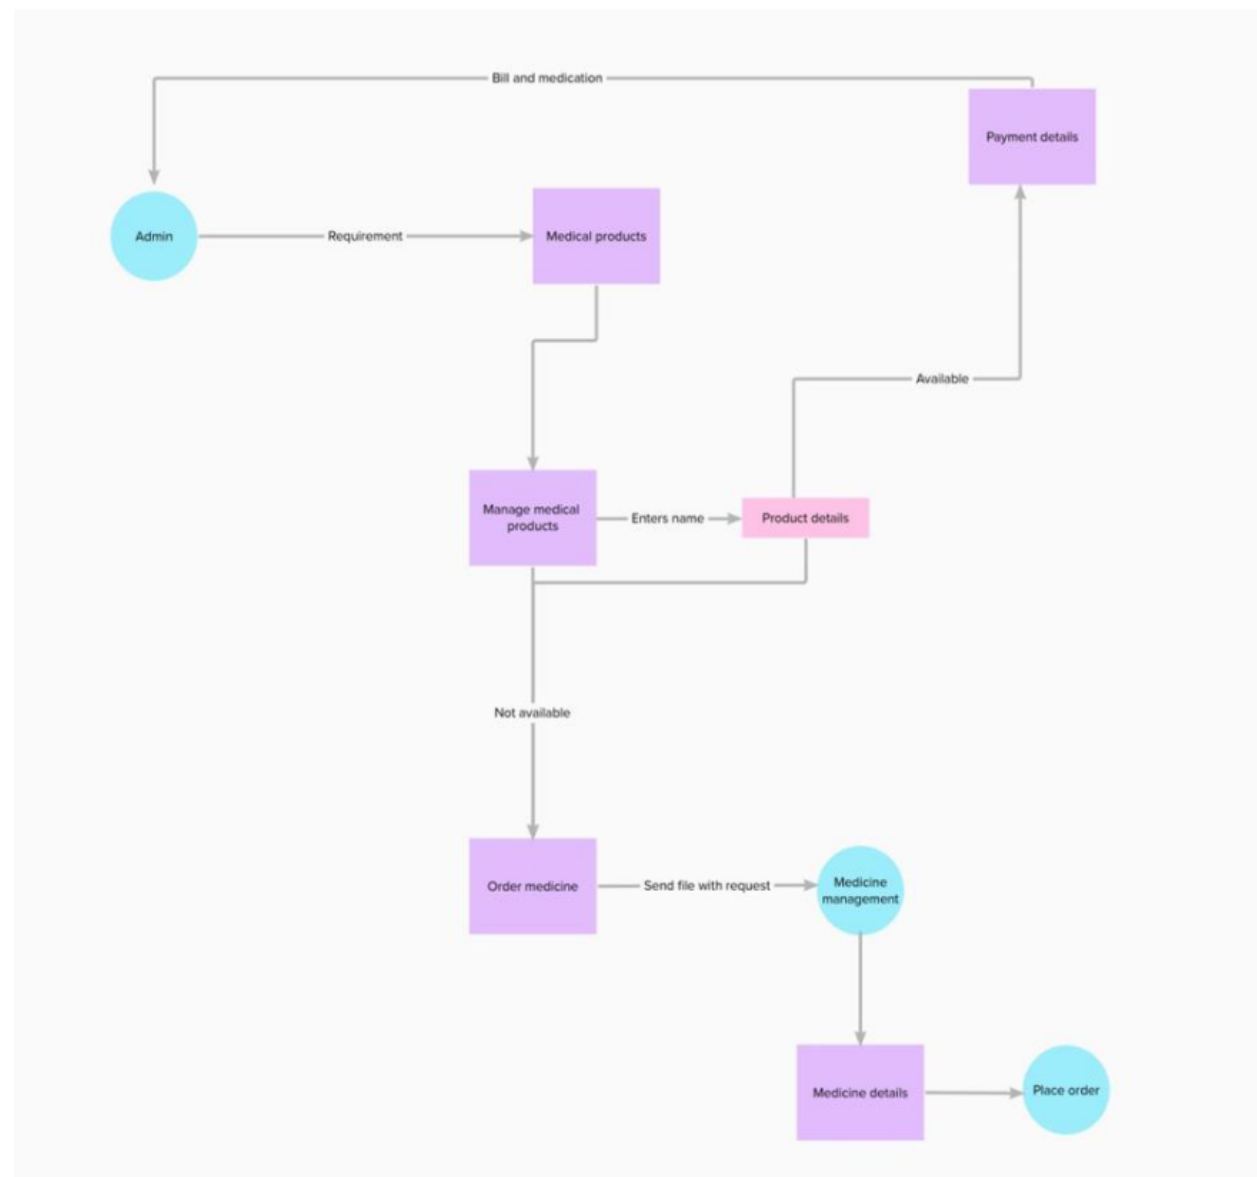 Bill and medication
Payment details
Admin
Requirement
Medical products
Available
Manage medical
products
Enters name
Product details
Not available
Order medicine
Send file with request
Medicine
management
Medicine details
Place order